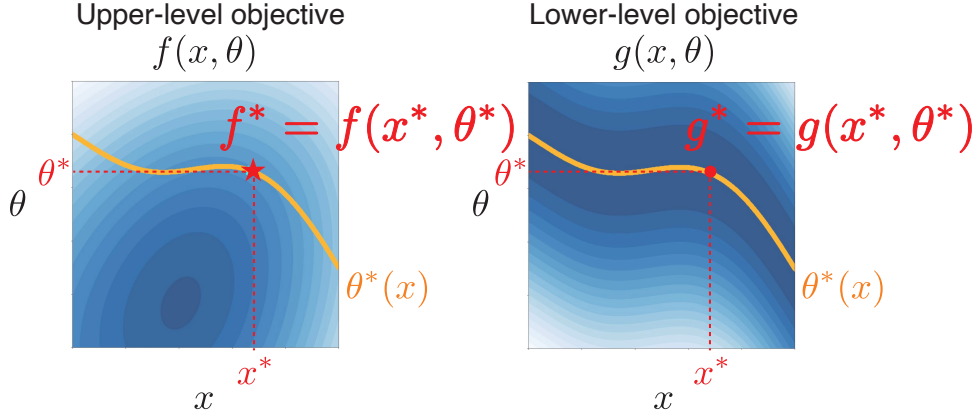 Upper-level objective
f(x, θ)
f* = f(x*, θ*)
θ*
θ
θ*(x)
x*
x
Lower-level objective
g(x, θ)
g* = g(x*, θ*)
θ*
θ
θ*(x)
x*
x